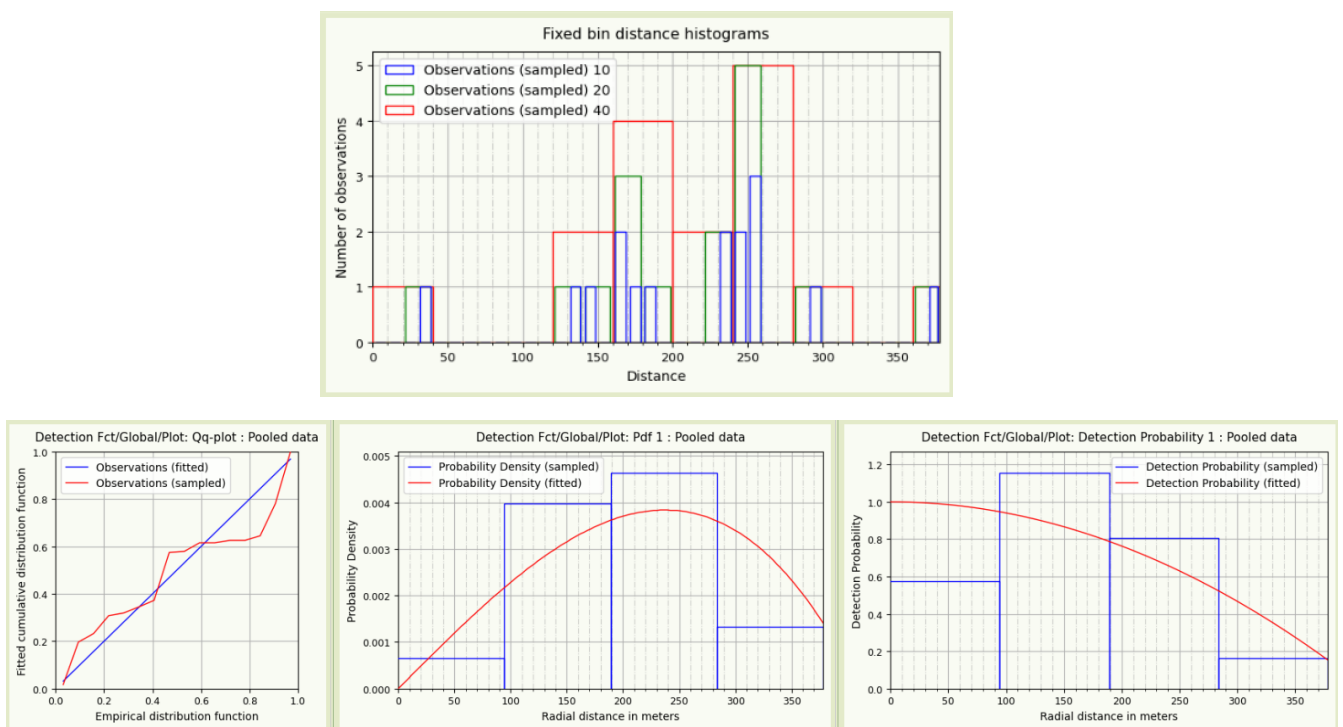 Fixed bin distance histograms
Observations (sampled) 10
Observations (sampled) 20
Observations (sampled) 40
Number of observations
5
4
3
2
1
0
0 50 100 150 200 250 300 350
Distance
Detection Fct/Global/Plot: Qq-plot : Pooled data
Observations (fitted)
Observations (sampled)
Fitted cumulative distribution function
1.0
0.8
0.6
0.4
0.2
0.0
0.0 0.2 0.4 0.6 0.8 1.0
Empirical distribution function
Detection Fct/Global/Plot: Pdf 1 : Pooled data
Probability Density (sampled)
Probability Density (fitted)
Probability Density
0.005
0.004
0.003
0.002
0.001
0.000
0 50 100 150 200 250 300 350
Radial distance in meters
Detection Fct/Global/Plot: Detection Probability 1 : Pooled data
Detection Probability (sampled)
Detection Probability (fitted)
Detection Probability
1.2
1.0
0.8
0.6
0.4
0.2
0.0
0 50 100 150 200 250 300 350
Radial distance in meters